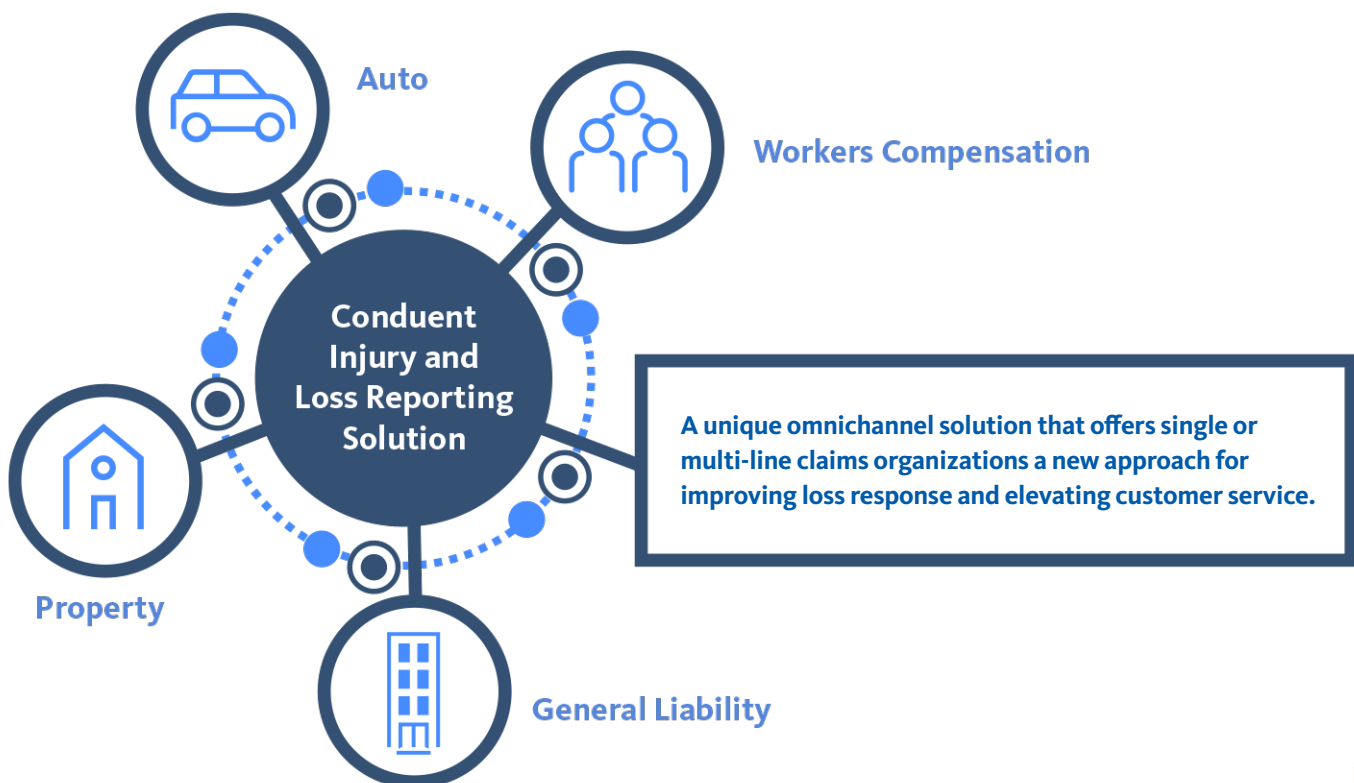 Auto
Workers Compensation
Conduent
Injury and
Loss Reporting
Solution
A unique omnichannel solution that offers single or
multi-line claims organizations a new approach for
improving loss response and elevating customer service.
Property
General Liability